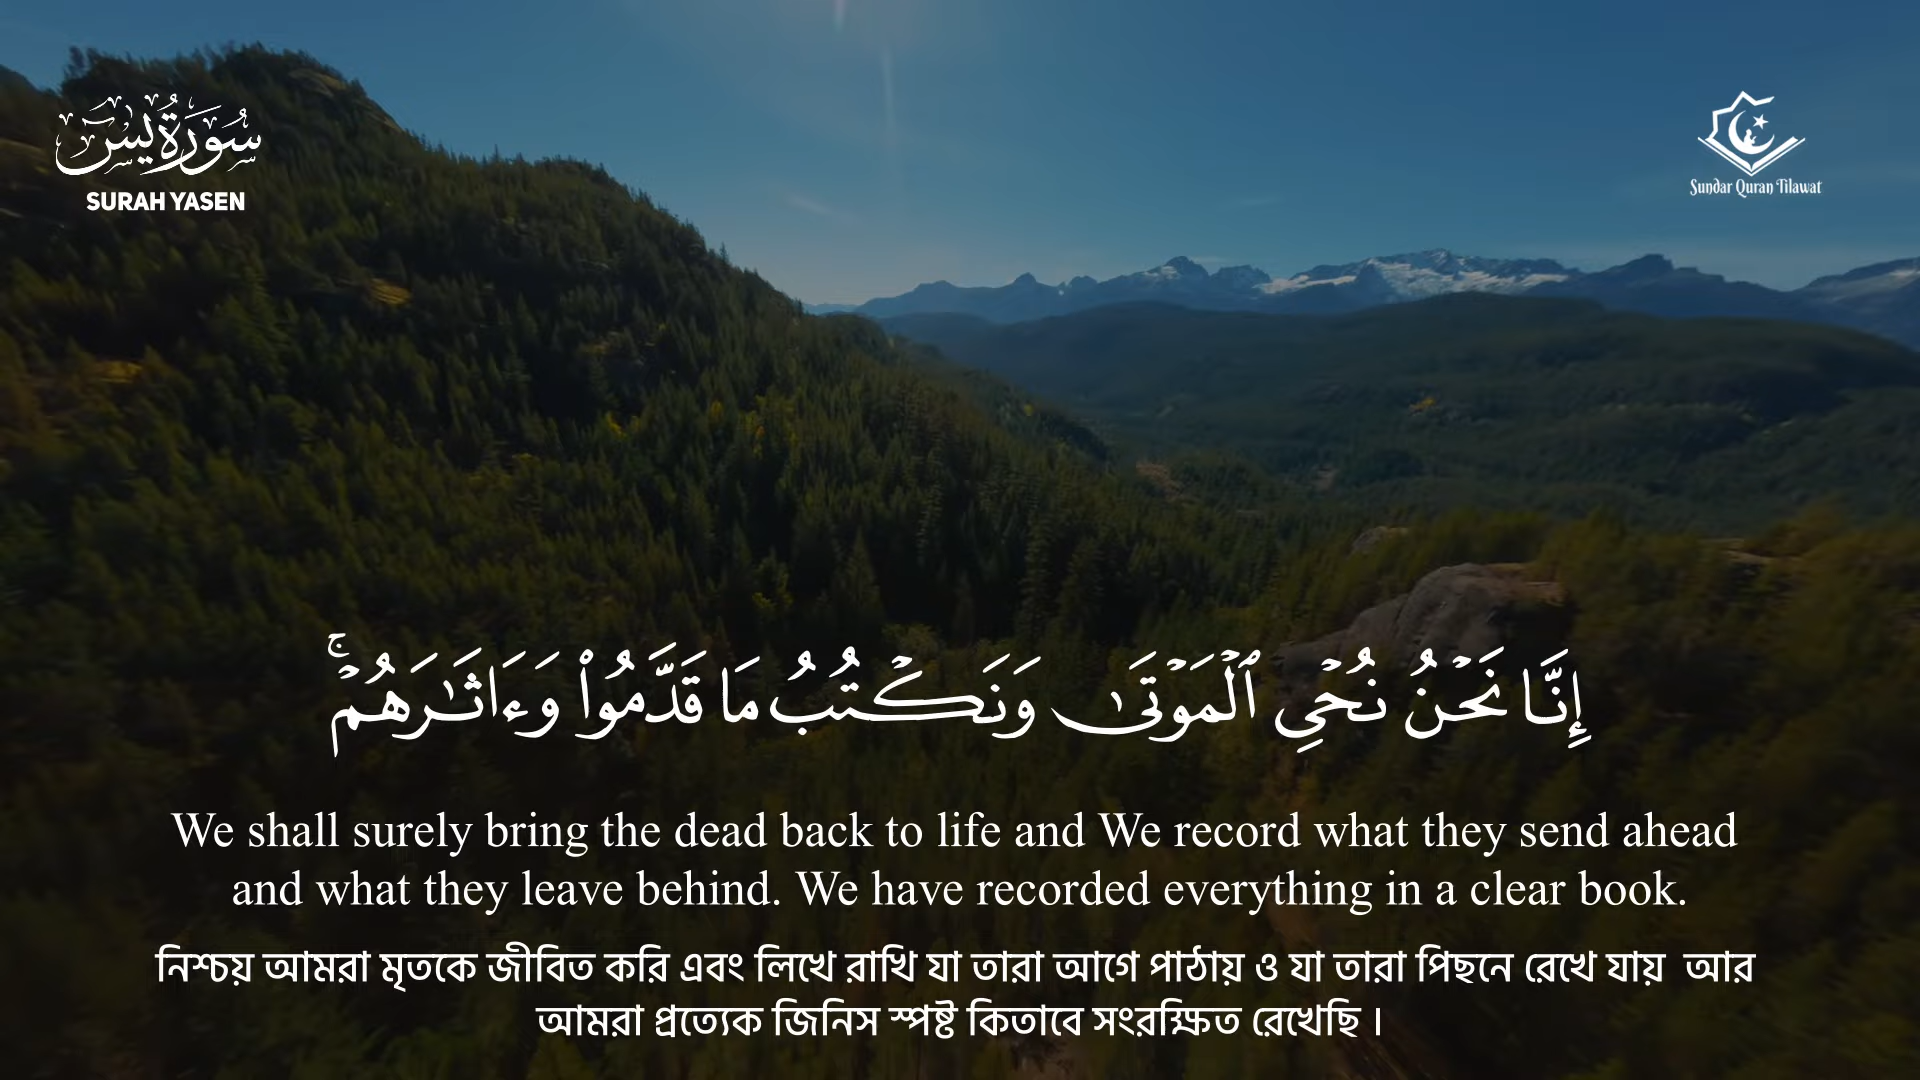 سُورَةُ يسٓ
SURAH YASEN
Sundar Quran Tilawat
إِنَّا نَحۡنُ نُحۡيِ ٱلۡمَوۡتَىٰ وَنَكۡتُبُ مَا قَدَّمُواْ وَءَاثَٰرَهُمۡۚ
We shall surely bring the dead back to life and We record what they send ahead
and what they leave behind. We have recorded everything in a clear book.
নিশ্চয় আমরা মৃতকে জীবিত করি এবং লিখে রাখি যা তারা আগে পাঠায় ও যা তারা পিছনে রেখে যায় আর
আমরা প্রত্যেক জিনিস স্পষ্ট কিতাবে সংরক্ষিত রেখেছি ।